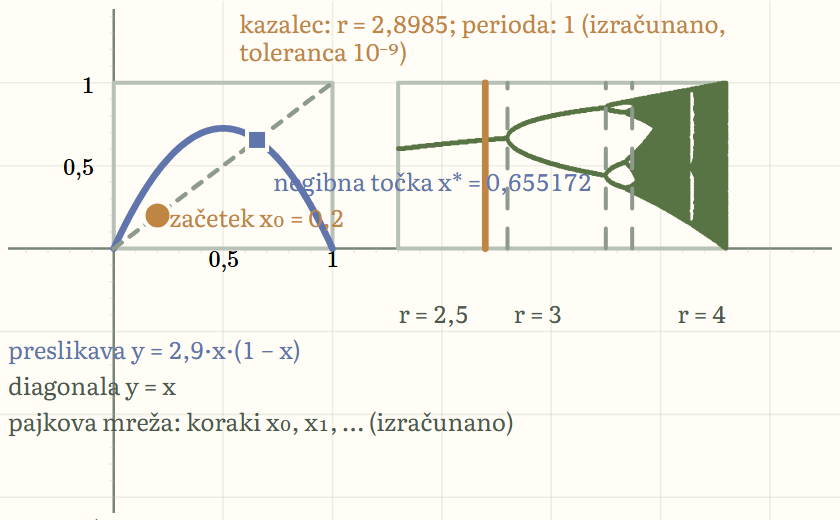 kazalec: r = 2,8985; perioda: 1 (izračunano,
toleranca 10⁻⁹)
1
0,5
negibna točka x* = 0,655172
začetek x₀ = 0,2
0,5
1
r = 2,5
r = 3
r = 4
preslikava y = 2,9·x·(1 − x)
diagonala y = x
pajkova mreža: koraki x₀, x₁, … (izračunano)